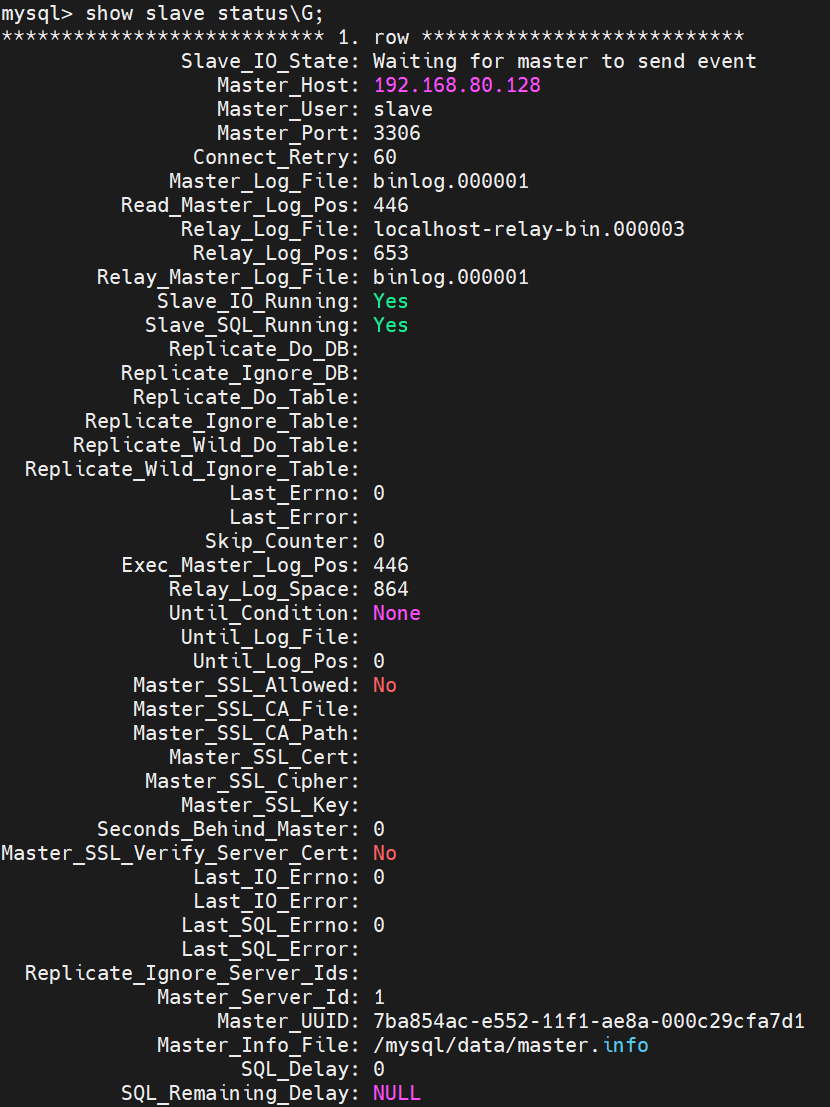 mysql> show slave status\G;
*************************** 1. row ***************************
Slave_IO_State: Waiting for master to send event
Master_Host: 192.168.80.128
Master_User: slave
Master_Port: 3306
Connect_Retry: 60
Master_Log_File: binlog.000001
Read_Master_Log_Pos: 446
Relay_Log_File: localhost-relay-bin.000003
Relay_Log_Pos: 653
Relay_Master_Log_File: binlog.000001
Slave_IO_Running: Yes
Slave_SQL_Running: Yes
Replicate_Do_DB:
Replicate_Ignore_DB:
Replicate_Do_Table:
Replicate_Ignore_Table:
Replicate_Wild_Do_Table:
Replicate_Wild_Ignore_Table:
Last_Errno: 0
Last_Error:
Skip_Counter: 0
Exec_Master_Log_Pos: 446
Relay_Log_Space: 864
Until_Condition: None
Until_Log_File:
Until_Log_Pos: 0
Master_SSL_Allowed: No
Master_SSL_CA_File:
Master_SSL_CA_Path:
Master_SSL_Cert:
Master_SSL_Cipher:
Master_SSL_Key:
Seconds_Behind_Master: 0
Master_SSL_Verify_Server_Cert: No
Last_IO_Errno: 0
Last_IO_Error:
Last_SQL_Errno: 0
Last_SQL_Error:
Replicate_Ignore_Server_Ids:
Master_Server_Id: 1
Master_UUID: 7ba854ac-e552-11f1-ae8a-000c29cfa7d1
Master_Info_File: /mysql/data/master.info
SQL_Delay: 0
SQL_Remaining_Delay: NULL